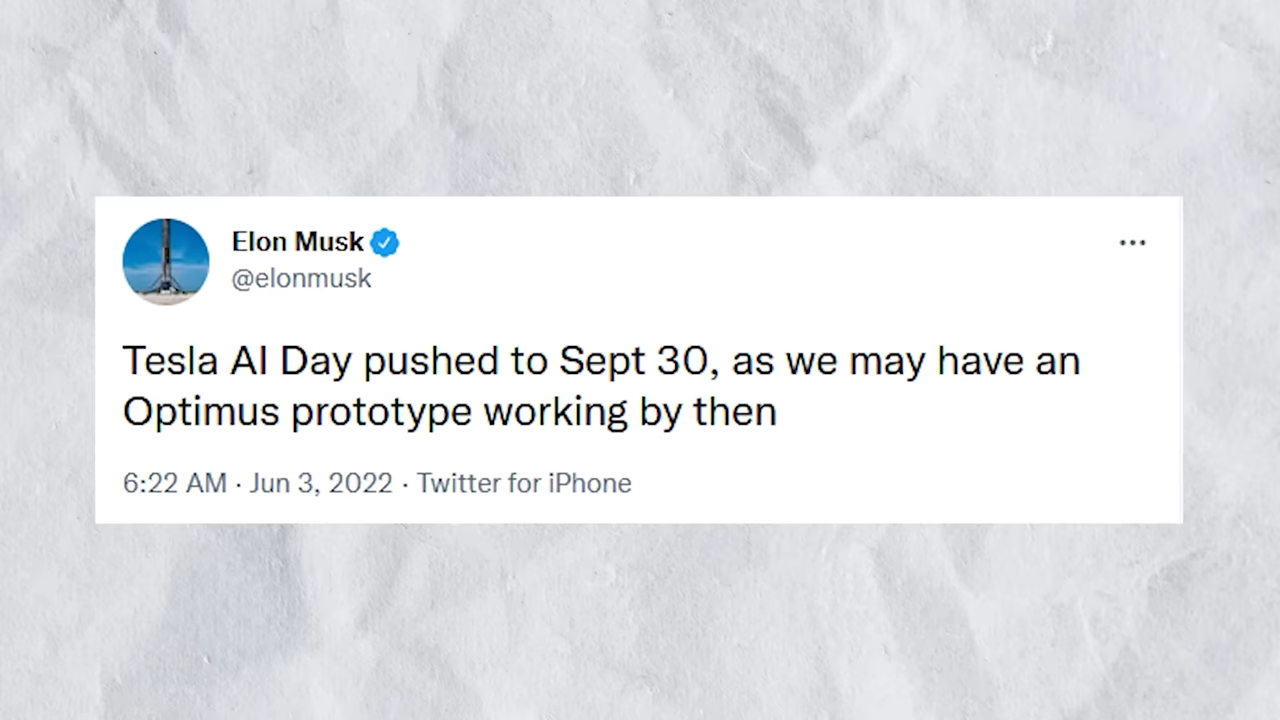 Elon Musk
@elonmusk
Tesla AI Day pushed to Sept 30, as we may have an
Optimus prototype working by then
6:22 AM · Jun 3, 2022 · Twitter for iPhone